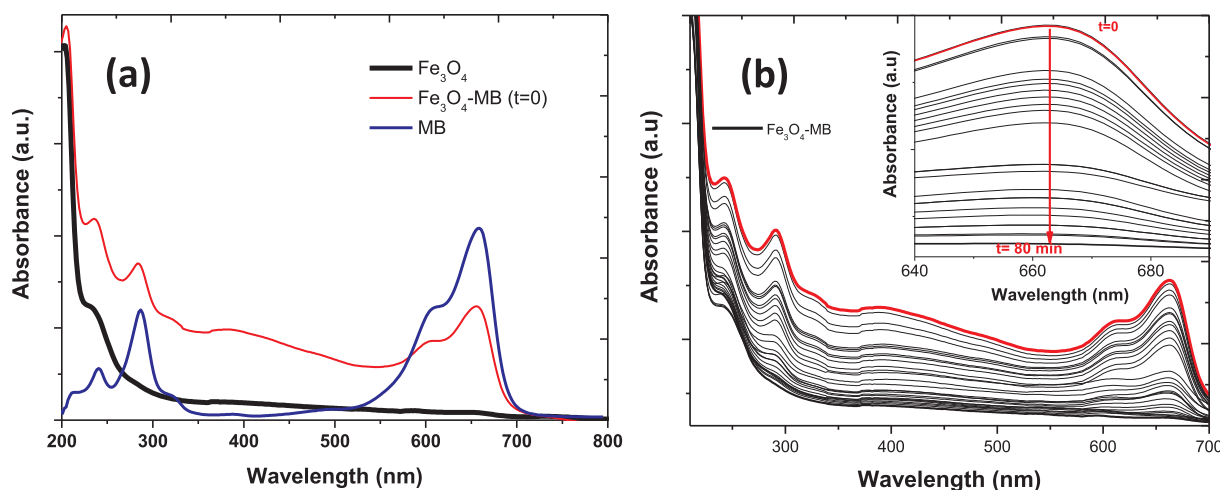 (a)
Fe₃O₄
Fe₃O₄-MB (t=0)
MB
Absorbance (a.u.)
200 300 400 500 600 700 800
Wavelength (nm)
(b)
Fe₃O₄-MB
Absorbance (a.u)
300 400 500 600 700
Wavelength (nm)
t=0
t= 80 min
Absorbance (a.u)
640 660 680
Wavelength (nm)